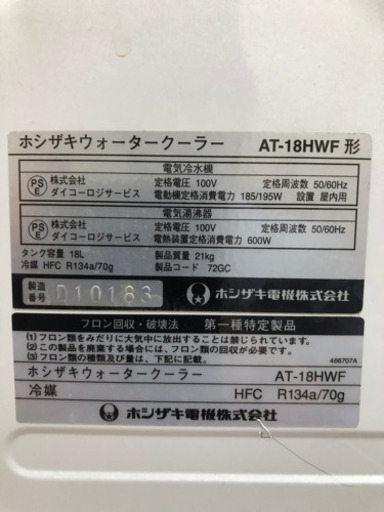 ホシザキウォータークーラー AT-18HWF 形
電気冷水機
PSE 株式会社 ダイコーロジサービス 定格電圧 100V 定格周波数 50/60Hz
電動機定格消費電力 185/195W 設置 屋内用
電気湯沸器
PSE 株式会社 ダイコーロジサービス 定格電圧 100V 定格周波数 50/60Hz
電熱装置定格消費電力 600W
タンク容量 18L 製品質量 21kg
冷媒 HFC R134a/70g 製品コード 72GC
製造番号 D10183 ホシザキ電機株式会社
フロン回収・破壊法 第一種特定製品
(1)フロン類をみだりに大気中に放出することは禁じられています。
(2)この製品を廃棄する場合には、フロン類の回収が必要です。
(3)フロン類の種類及び数量は、下記に記載。
466707A
ホシザキウォータークーラー AT-18HWF
冷媒 HFC R134a/70g
ホシザキ電機株式会社